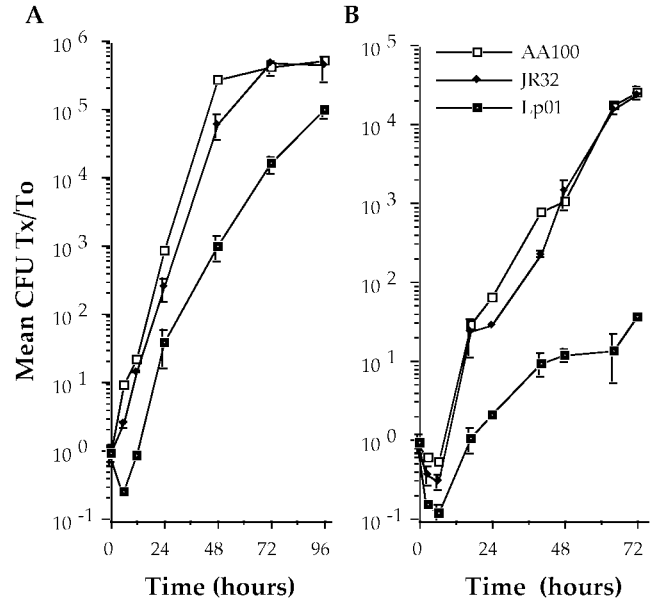 A
B
Mean CFU Tx/To
10 6
10 5
10 4
10 3
10 2
10 1
10 0
10 −1
0 24 48 72 96
Time (hours)
10 5
10 4
10 3
10 2
10 1
10 0
10 −1
AA100
JR32
Lp01
0 24 48 72
Time (hours)